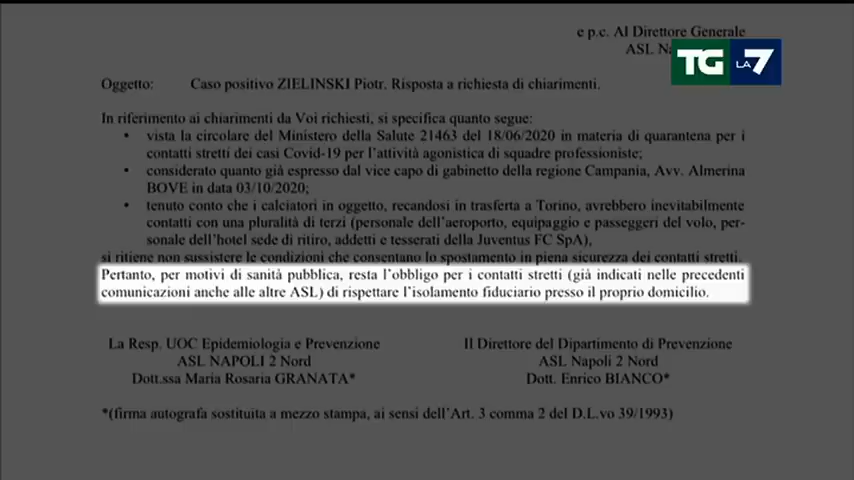 e p.c. Al Direttore Generale
ASL
TG LA7
Oggetto: Caso positivo ZIELINSKI Piotr. Risposta a richiesta di chiarimenti.
In riferimento ai chiarimenti da Voi richiesti, si specifica quanto segue:
• vista la circolare del Ministero della Salute 21463 del 18/06/2020 in materia di quarantena per i
contatti stretti dei casi Covid-19 per l'attività agonistica di squadre professioniste;
• considerato quanto già espresso dal vice capo di gabinetto della regione Campania, Avv. Almerina
BOVE in data 03/10/2020;
• tenuto conto che i calciatori in oggetto, recandosi in trasferta a Torino, avrebbero inevitabilmente
contatti con una pluralità di terzi (personale dell'aeroporto, equipaggio e passeggeri del volo, per-
sonale dell'hotel sede di ritiro, addetti e tesserati della Juventus FC SpA),
si ritiene non sussistere le condizioni che consentano lo spostamento in piena sicurezza dei contatti stretti.
Pertanto, per motivi di sanità pubblica, resta l'obbligo per i contatti stretti (già indicati nelle precedenti
comunicazioni anche alle altre ASL) di rispettare l'isolamento fiduciario presso il proprio domicilio.
La Resp. UOC Epidemiologia e Prevenzione
ASL NAPOLI 2 Nord
Dott.ssa Maria Rosaria GRANATA*
Il Direttore del Dipartimento di Prevenzione
ASL Napoli 2 Nord
Dott. Enrico BIANCO*
*(firma autografa sostituita a mezzo stampa, ai sensi dell'Art. 3 comma 2 del D.L.vo 39/1993)